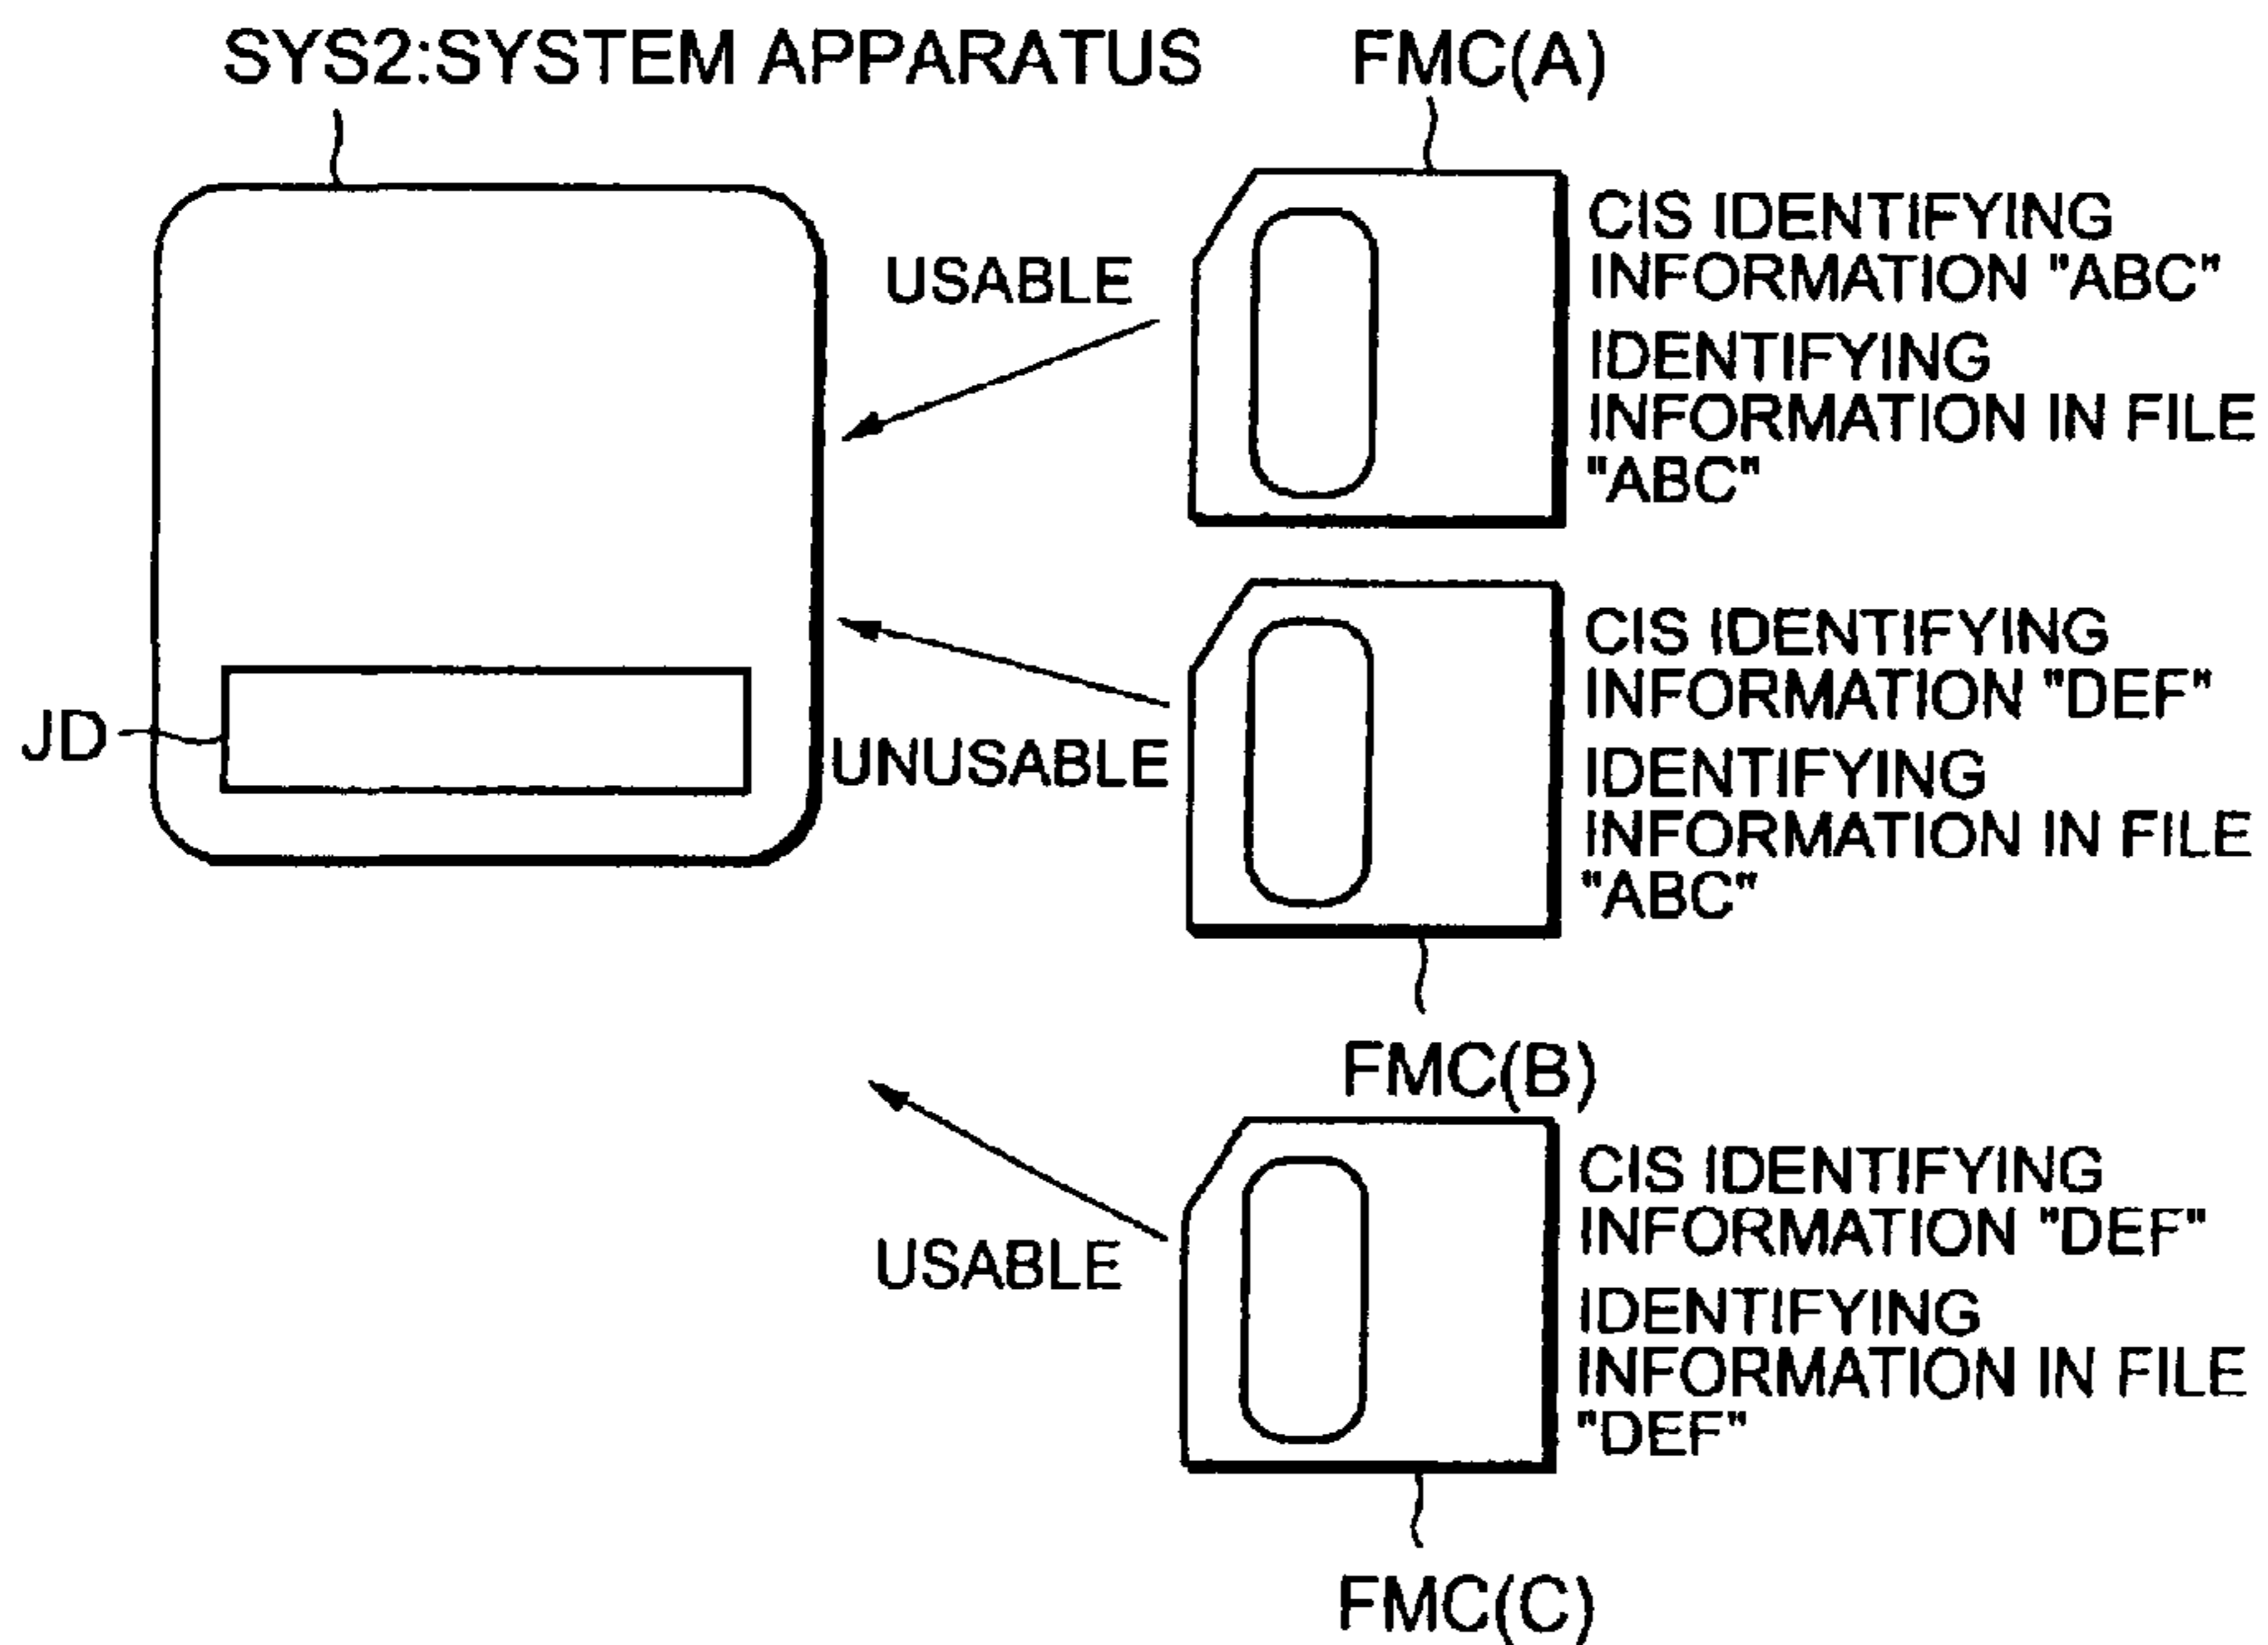 SYS2:SYSTEM APPARATUS
FMC(A)
USABLE
CIS IDENTIFYING
INFORMATION "ABC"
IDENTIFYING
INFORMATION IN FILE
"ABC"
JD
UNUSABLE
CIS IDENTIFYING
INFORMATION "DEF"
IDENTIFYING
INFORMATION IN FILE
"ABC"
FMC(B)
USABLE
CIS IDENTIFYING
INFORMATION "DEF"
IDENTIFYING
INFORMATION IN FILE
"DEF"
FMC(C)